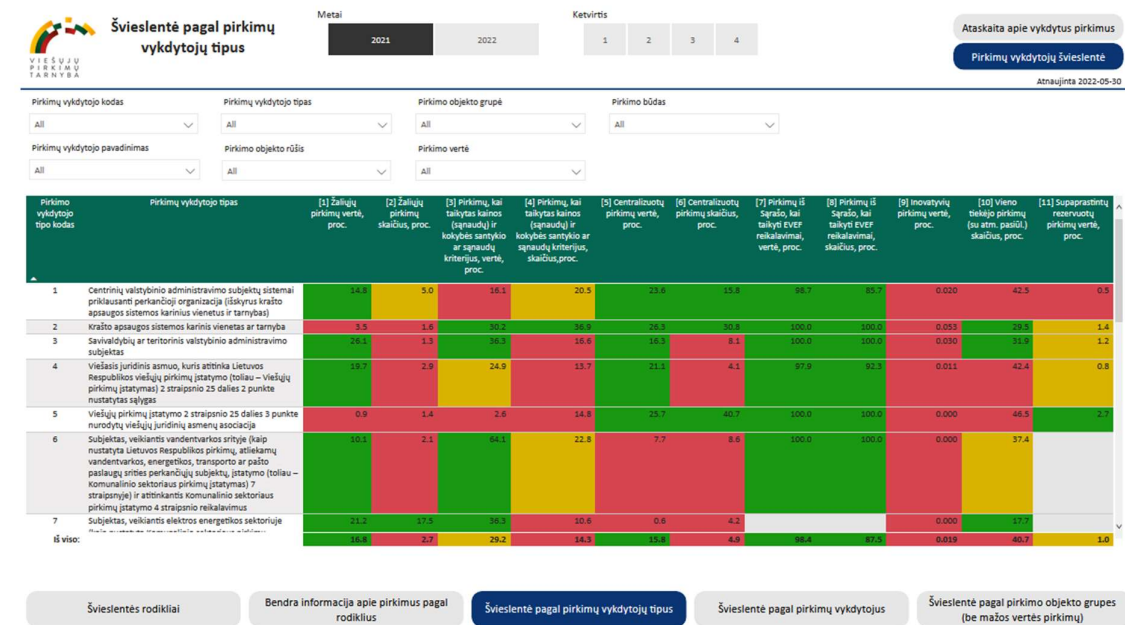 VIEŠŲJŲ
PIRKIMŲ
TARNYBA
Švieslentė pagal pirkimų
vykdytojų tipus
Metai
2021
2022
Ketvirtis
1
2
3
4
Ataskaita apie vykdytus pirkimus
Pirkimų vykdytojų švieslentė
Atnaujinta 2022-05-30
Pirkimų vykdytojo kodas
Pirkimų vykdytojo tipas
Pirkimo objekto grupė
Pirkimo būdas
All
All
All
All
Pirkimų vykdytojo pavadinimas
Pirkimo objekto rūšis
Pirkimo vertė
All
All
All
Pirkimo
vykdytojo
tipo kodas
Pirkimų vykdytojo tipas
[1] Žaliųjų
pirkimų vertė,
proc.
[2] Žaliųjų
pirkimų
skaičius, proc.
[3] Pirkimų, kai
taikytas kainos
(sąnaudų) ir
kokybės santykio
ar sąnaudų
kriterijus, vertė,
proc.
[4] Pirkimų, kai
taikytas kainos
(sąnaudų) ir
kokybės santykio ar
sąnaudų kriterijus,
skaičius,proc.
[5] Centralizuotų
pirkimų vertė,
proc.
[6] Centralizuotų
pirkimų skaičius,
proc.
[7] Pirkimų iš
Sąrašo, kai
taikyti EVEF
reikalavimai,
vertė, proc.
[8] Pirkimų iš
Sąrašo, kai
taikyti EVEF
reikalavimai,
skaičius, proc.
[9] Inovatyvių
pirkimų vertė,
proc.
[10] Vieno
tiekėjo pirkimų
(su atm. pasiūl.)
skaičius, proc.
[11] Supaprastintų
rezervuotų
pirkimų vertė,
proc.
1 Centrinių valstybinio administravimo subjektų sistemai 14.8 5.0 16.1 20.5 23.6 15.8 98.7 85.7 0.020 42.5 0.5
priklausanti perkančioji organizacija (išskyrus krašto
apsaugos sistemos karinius vienetus ir tarnybas)
2 Krašto apsaugos sistemos karinis vienetas ar tarnyba 3.5 1.6 30.2 36.9 26.3 30.8 100.0 100.0 0.053 29.5 1.4
3 Savivaldybių ar teritorinis valstybinio administravimo 26.1 1.3 36.3 16.6 16.3 8.1 100.0 100.0 0.030 31.9 1.2
subjektas
4 Viešasis juridinis asmuo, kuris atitinka Lietuvos 19.7 2.9 24.9 13.7 21.1 4.1 97.9 92.3 0.011 42.4 0.8
Respublikos viešųjų pirkimų įstatymo (toliau – Viešųjų
pirkimų įstatymas) 2 straipsnio 25 dalies 2 punkte
nustatytas sąlygas
5 Viešųjų pirkimų įstatymo 2 straipsnio 25 dalies 3 punkte 0.9 1.4 2.6 14.8 25.7 40.7 100.0 100.0 0.000 46.5 2.7
nurodytų viešųjų juridinių asmenų asociacija
6 Subjektas, veikiantis vandentvarkos srityje (kaip 10.1 2.1 64.1 22.8 7.7 8.6 100.0 100.0 0.000 37.4
nustatyta Lietuvos Respublikos pirkimų, atliekamų
vandentvarkos, energetikos, transporto ar pašto
paslaugų srities perkančiųjų subjektų, įstatymo (toliau –
Komunalinio sektoriaus pirkimų įstatymas) 7
straipsnyje) ir atitinkantis Komunalinio sektoriaus
pirkimų įstatymo 4 straipsnio reikalavimus
7 Subjektas, veikiantis elektros energetikos sektoriuje 21.2 17.5 36.3 10.6 0.6 4.2 0.000 17.7
Iš viso: 16.8 2.7 29.2 14.3 15.8 4.9 98.4 87.5 0.019 40.7 1.0
Švieslentės rodikliai
Bendra informacija apie pirkimus pagal
rodiklius
Švieslentė pagal pirkimų vykdytojų tipus
Švieslentė pagal pirkimų vykdytojus
Švieslentė pagal pirkimo objekto grupes
(be mažos vertės pirkimų)